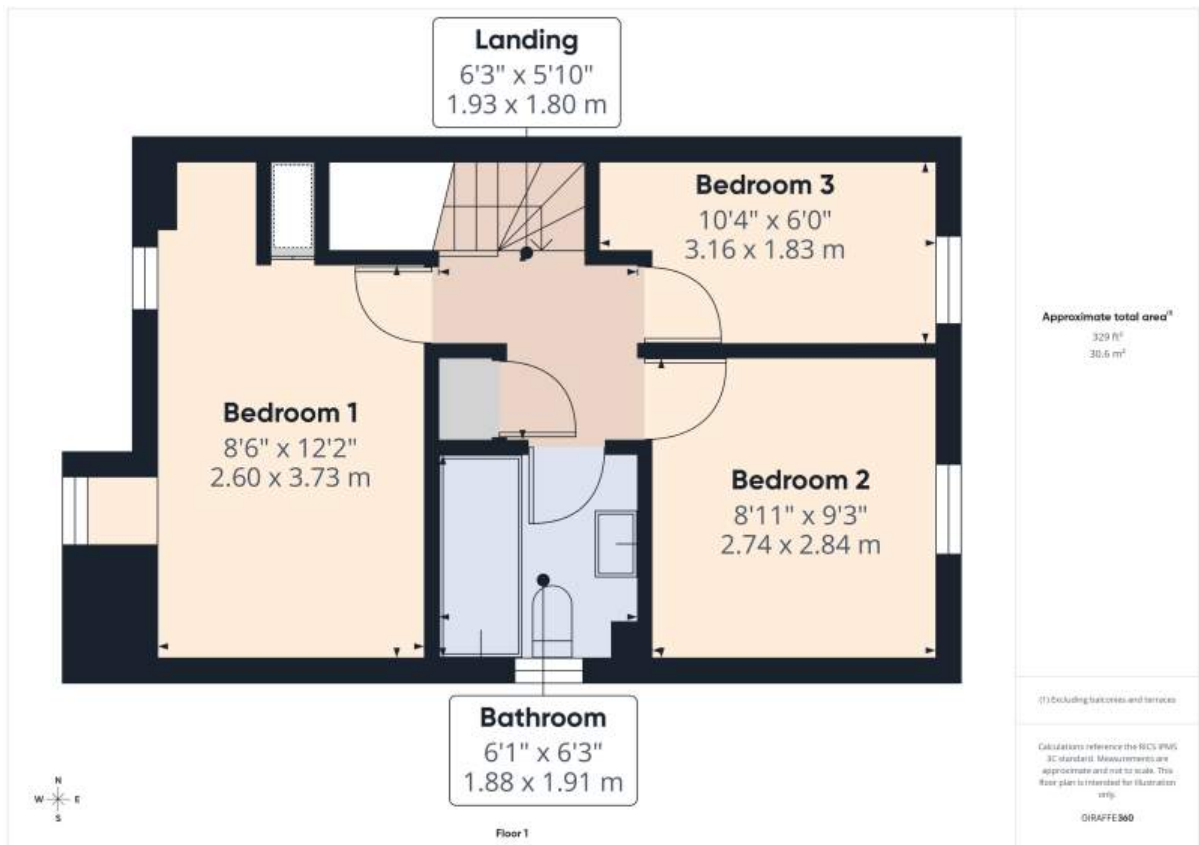 Landing
6'3" x 5'10"
1.93 x 1.80 m
Bedroom 3
10'4" x 6'0"
3.16 x 1.83 m
Bedroom 1
8'6" x 12'2"
2.60 x 3.73 m
Bedroom 2
8'11" x 9'3"
2.74 x 2.84 m
Bathroom
6'1" x 6'3"
1.88 x 1.91 m
N
W E
S
Floor 1
Approximate total area⁽¹⁾
329 ft²
30.6 m²
(1) Excluding balconies and terraces
Calculations reference the RICS IPMS
3C standard. Measurements are
approximate and not to scale. This
floor plan is intended for illustration
only.
GIRAFFE360